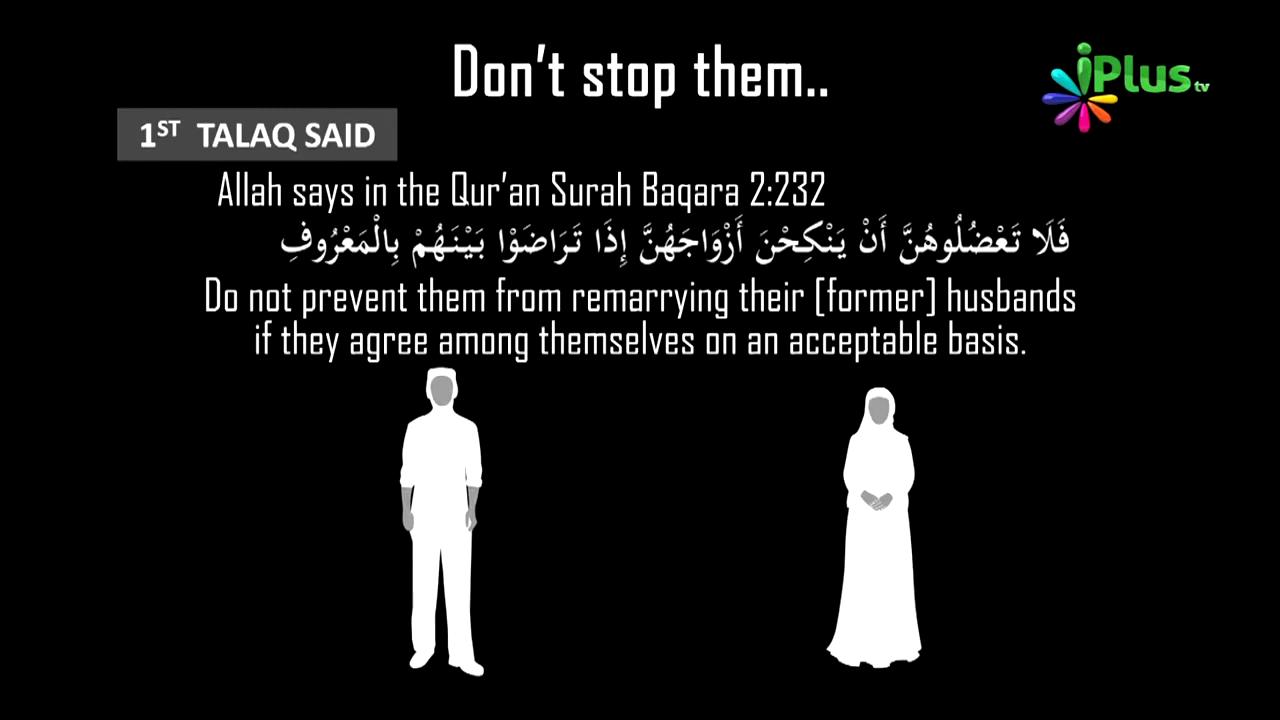 Don't stop them..
iPlus tv
1ST TALAQ SAID
Allah says in the Qur'an Surah Baqara 2:232
فَلَا تَعْضُلُوهُنَّ أَنْ يَنْكِحْنَ أَزْوَاجَهُنَّ إِذَا تَرَاضَوْا بَيْنَهُمْ بِالْمَعْرُوفِ
Do not prevent them from remarrying their [former] husbands
if they agree among themselves on an acceptable basis.